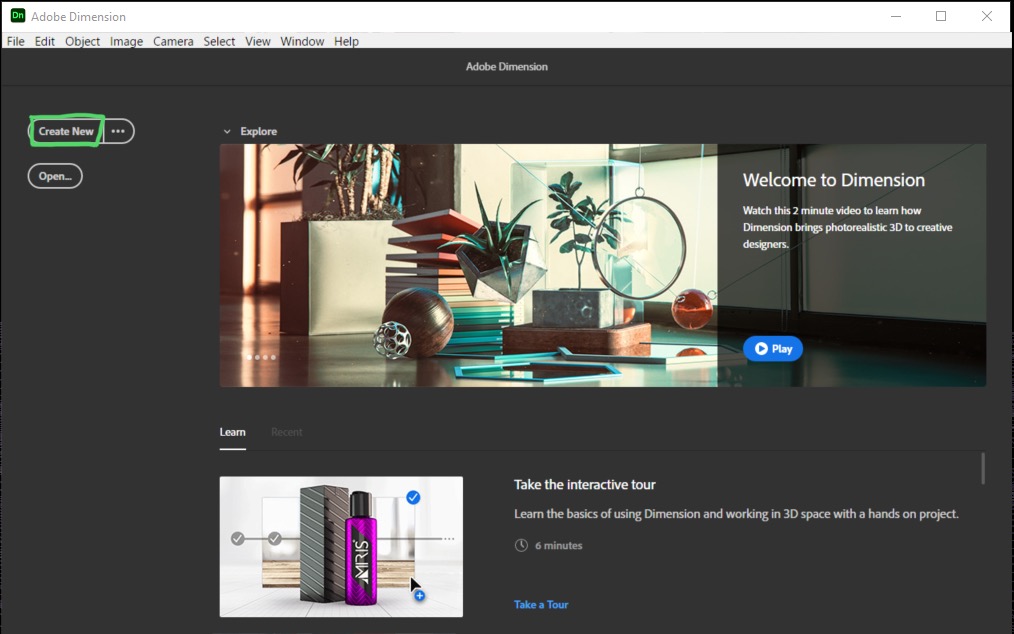 Dn Adobe Dimension
File Edit Object Image Camera Select View Window Help
Adobe Dimension
Create New
Open...
Explore
Welcome to Dimension
Watch this 2 minute video to learn how
Dimension brings photorealistic 3D to creative
designers.
Play
Learn Recent
MRIS
Take the interactive tour
Learn the basics of using Dimension and working in 3D space with a hands on project.
6 minutes
Take a Tour